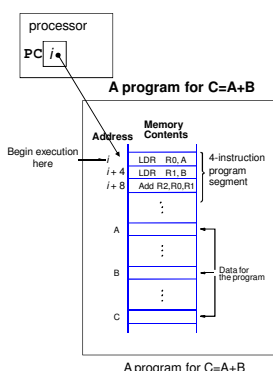 processor
PC i
A program for C=A+B
Address
Memory
Contents
Begin execution
here
i LDR R0, A
i + 4 LDR R1, B
i + 8 Add R2,R0,R1
4-instruction
program
segment
A
B
Data for
the program
C
A program for C=A+B